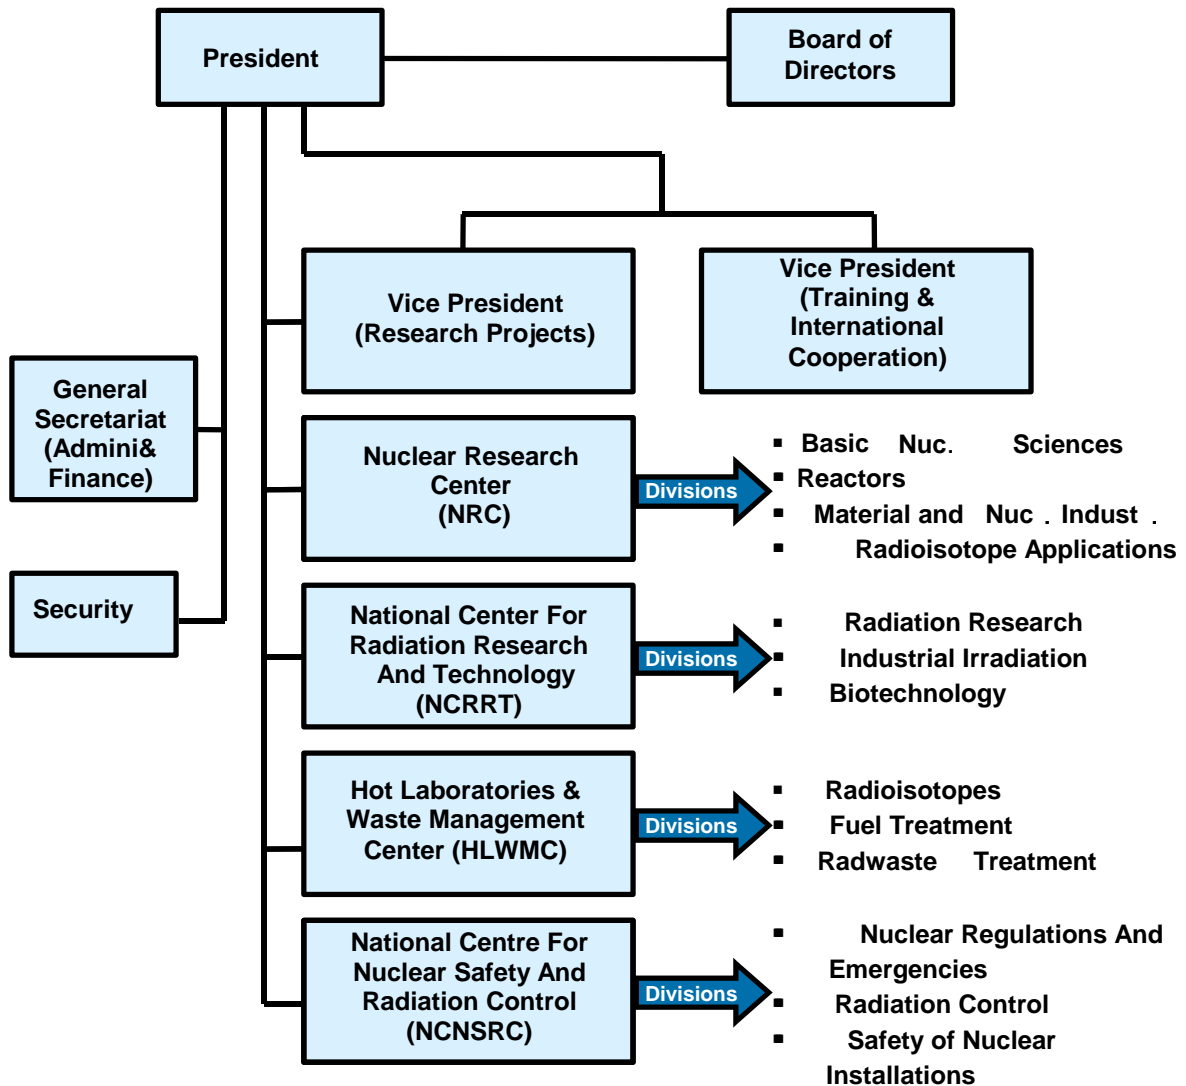 President
Board of
Directors
Vice President
(Research Projects)
Vice President
(Training &
International
Cooperation)
General
Secretariat
(Admini&
Finance)
Security
Nuclear Research
Center
(NRC)
Divisions
▪ Basic Nuc. Sciences
▪ Reactors
▪ Material and Nuc . Indust .
▪ Radioisotope Applications
National Center For
Radiation Research
And Technology
(NCRRT)
Divisions
▪ Radiation Research
▪ Industrial Irradiation
▪ Biotechnology
Hot Laboratories &
Waste Management
Center (HLWMC)
Divisions
▪ Radioisotopes
▪ Fuel Treatment
▪ Radwaste Treatment
National Centre For
Nuclear Safety And
Radiation Control
(NCNSRC)
Divisions
▪ Nuclear Regulations And
Emergencies
▪ Radiation Control
▪ Safety of Nuclear
Installations